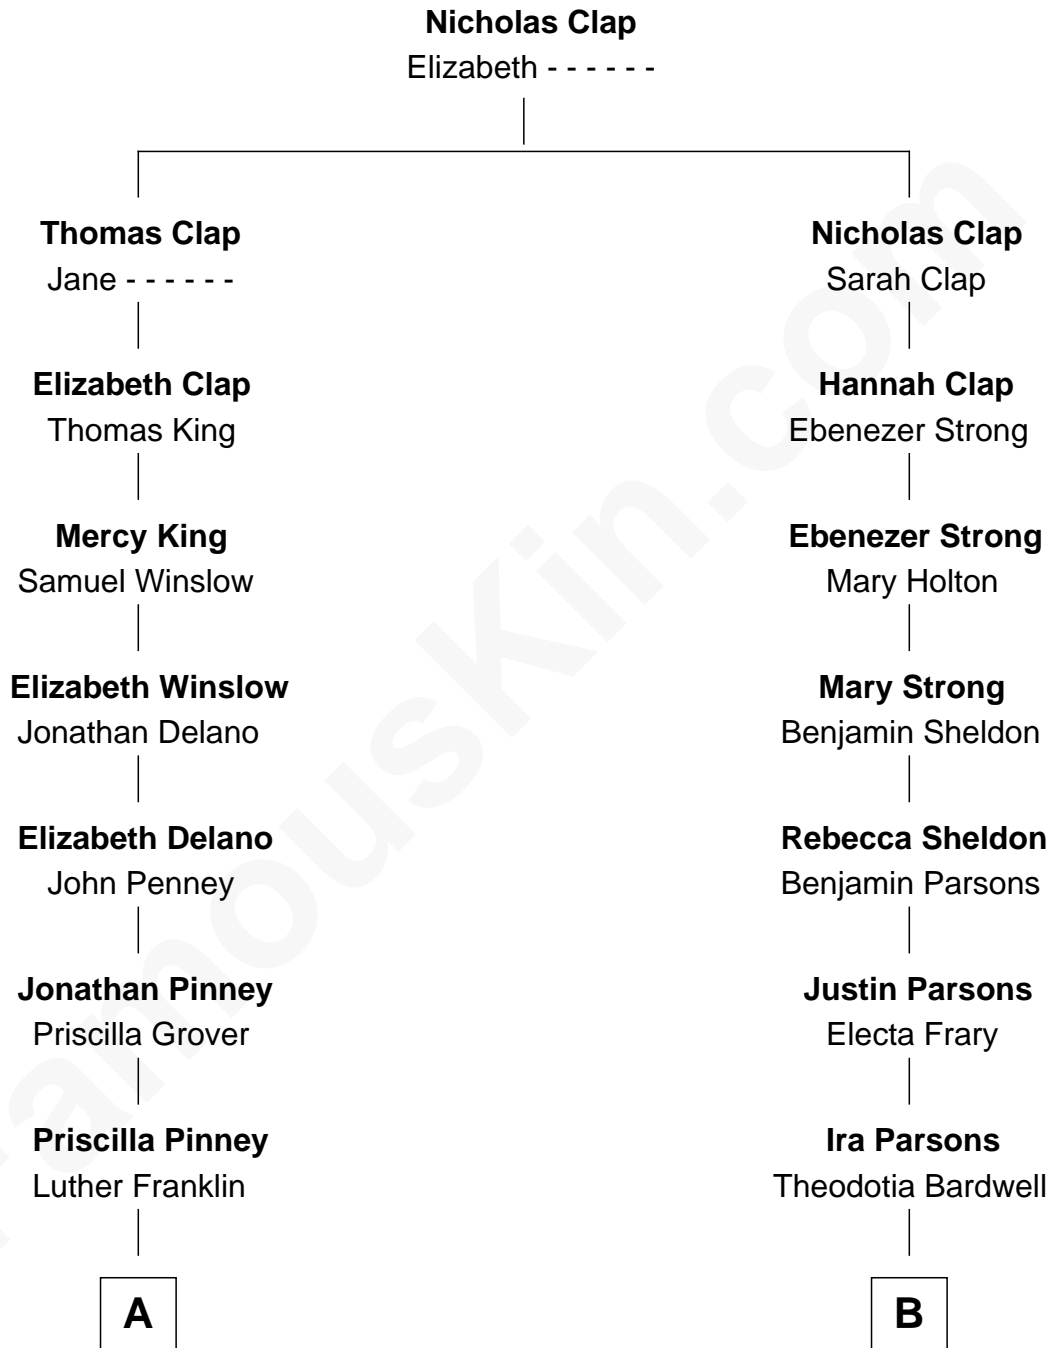 Nicholas Clap
Elizabeth - - - - - -
Thomas Clap
Jane - - - - - -
Nicholas Clap
Sarah Clap
Elizabeth Clap
Thomas King
Hannah Clap
Ebenezer Strong
Mercy King
Samuel Winslow
Ebenezer Strong
Mary Holton
Elizabeth Winslow
Jonathan Delano
Mary Strong
Benjamin Sheldon
Elizabeth Delano
John Penney
Rebecca Sheldon
Benjamin Parsons
Jonathan Pinney
Priscilla Grover
Justin Parsons
Electa Frary
Priscilla Pinney
Luther Franklin
Ira Parsons
Theodotia Bardwell
A
B
FamousKin.com